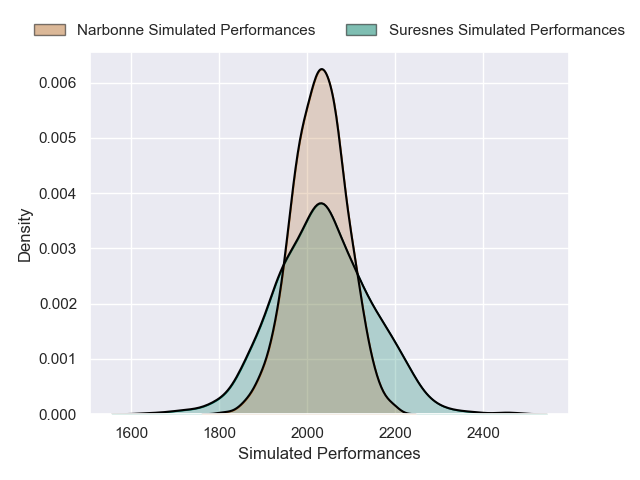 Narbonne Simulated Performances Suresnes Simulated Performances
0.006
0.005
0.004
0.003
0.002
0.001
0.000
Density
1600 1800 2000 2200 2400
Simulated Performances